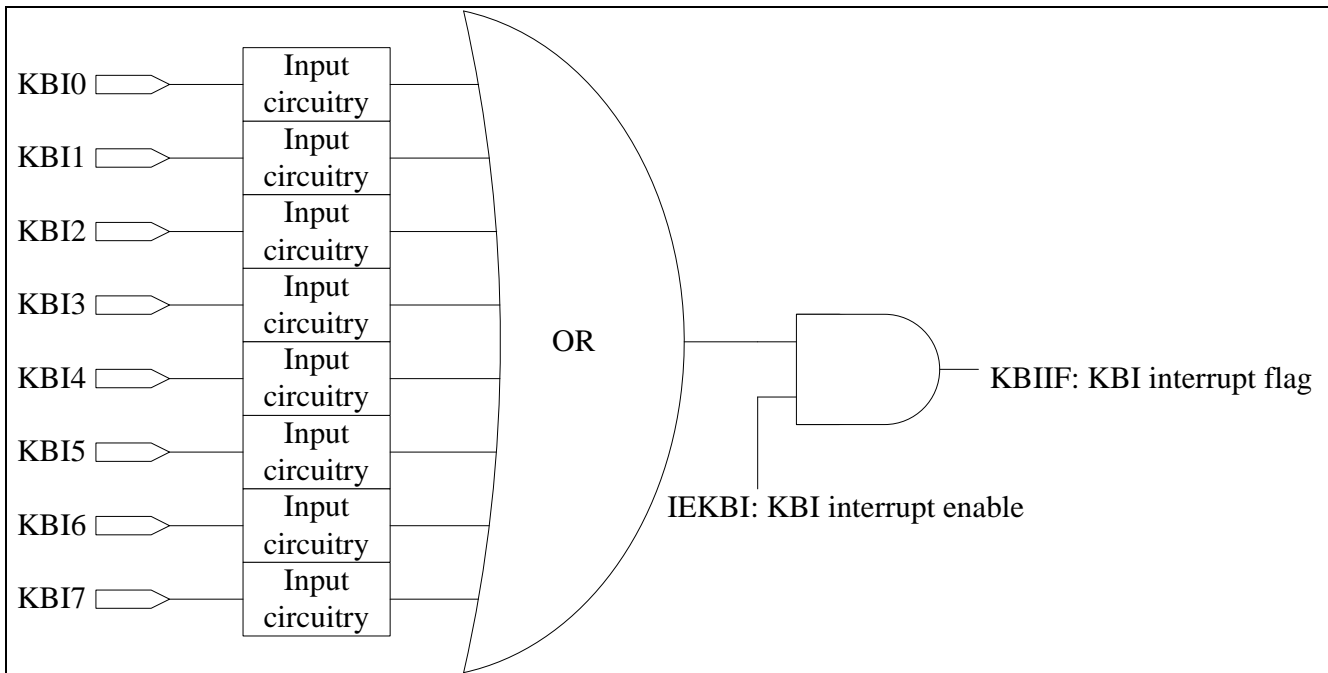 KBI0
Input
circuitry
KBI1
Input
circuitry
KBI2
Input
circuitry
KBI3
Input
circuitry
KBI4
Input
circuitry
KBI5
Input
circuitry
KBI6
Input
circuitry
KBI7
Input
circuitry
OR
KBIIF: KBI interrupt flag
IEKBI: KBI interrupt enable